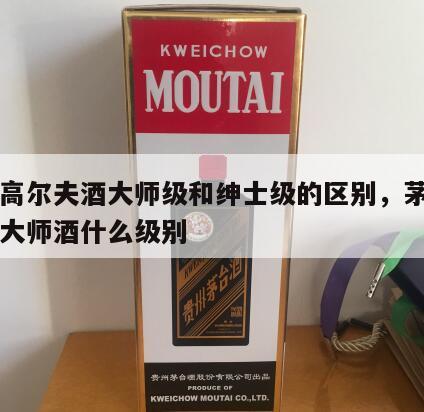 KWEICHOW
MOUTAI
高尔夫酒大师级和绅士级的区别，茅
大师酒什么级别
贵州茅台酒
贵州茅台酒股份有限公司出品
PRODUCE OF
KWEICHOW MOUTAI CO.,LTD.